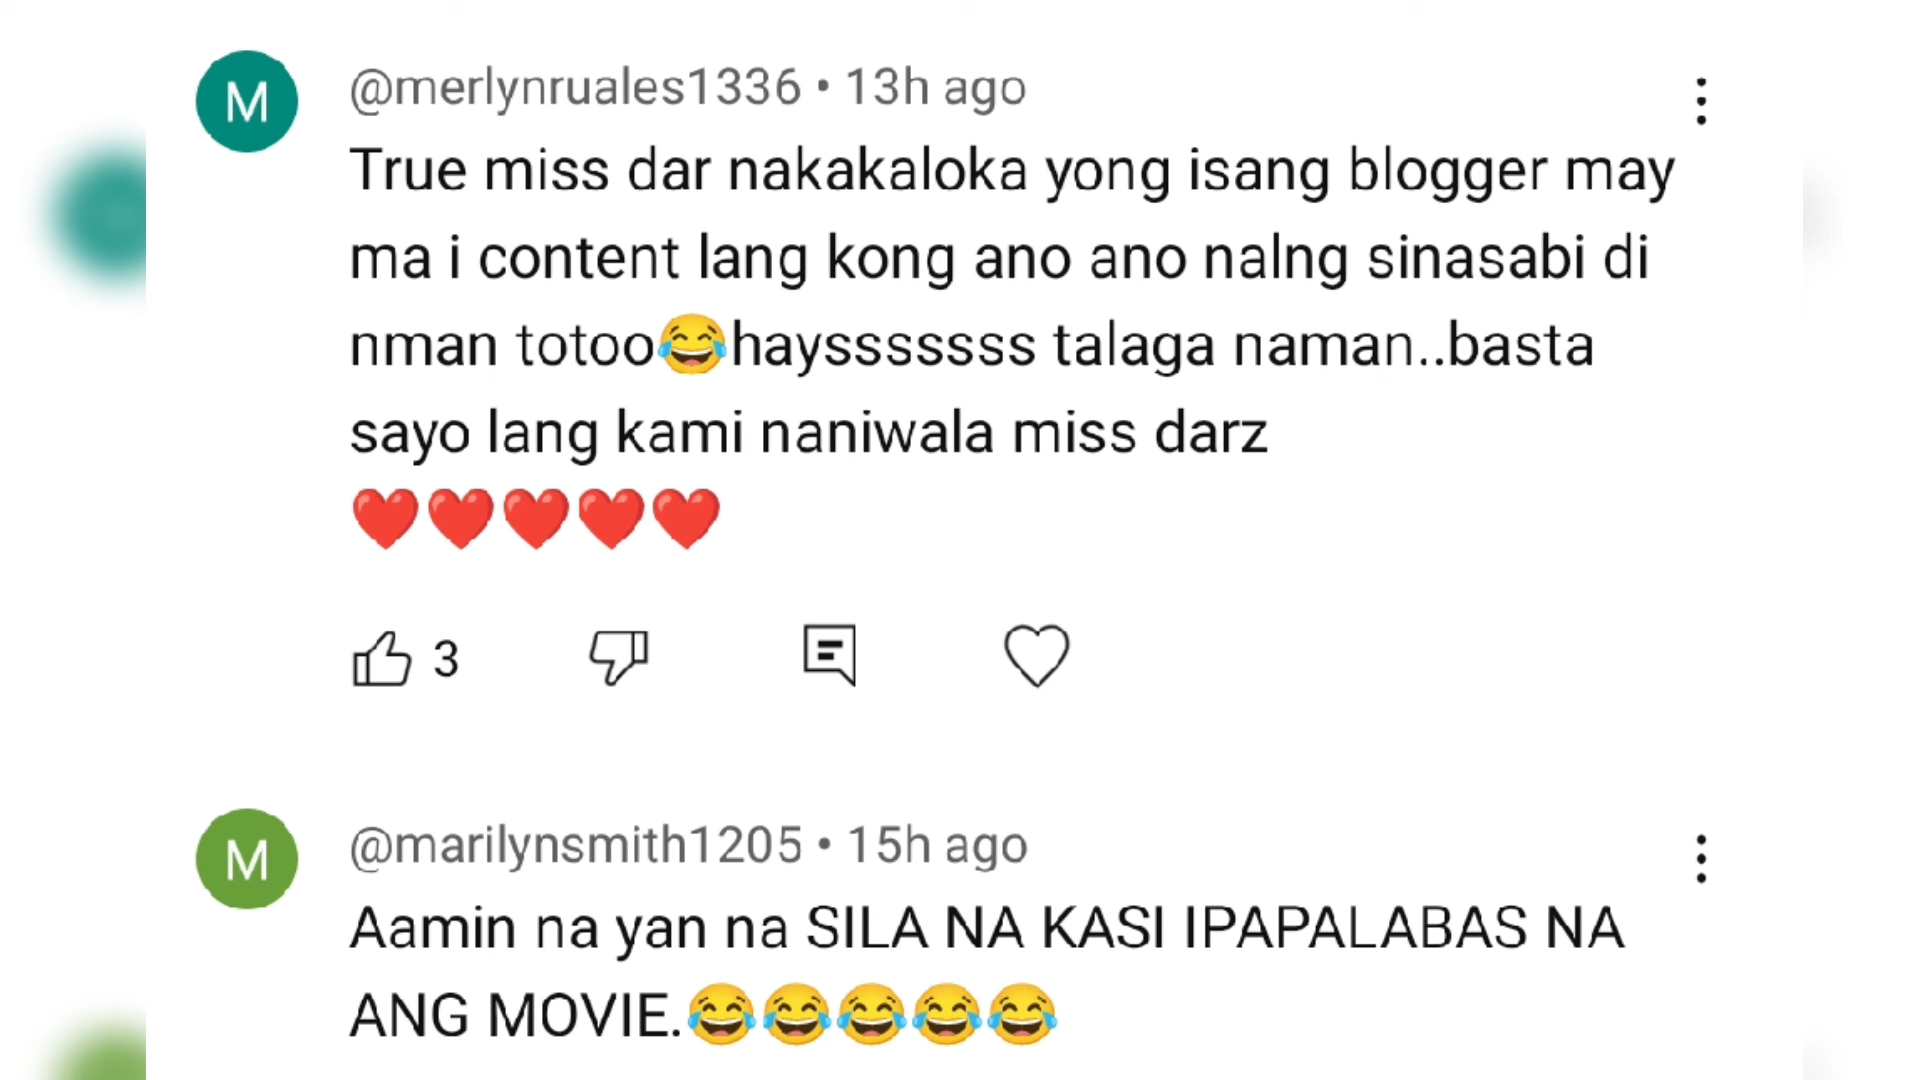 M
@merlynruales1336 • 13h ago
True miss dar nakakaloka yong isang blogger may
ma i content lang kong ano ano nalng sinasabi di
nman totoo😂haysssssss talaga naman..basta
sayo lang kami naniwala miss darz
❤️❤️❤️❤️❤️
3
M
@marilynsmith1205 • 15h ago
Aamin na yan na SILA NA KASI IPAPALABAS NA
ANG MOVIE.😂😂😂😂😂